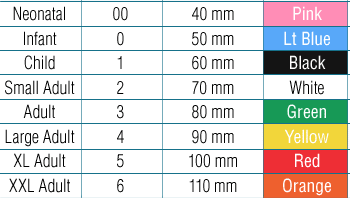 Neonatal 00 40 mm Pink
Infant 0 50 mm Lt Blue
Child 1 60 mm Black
Small Adult 2 70 mm White
Adult 3 80 mm Green
Large Adult 4 90 mm Yellow
XL Adult 5 100 mm Red
XXL Adult 6 110 mm Orange